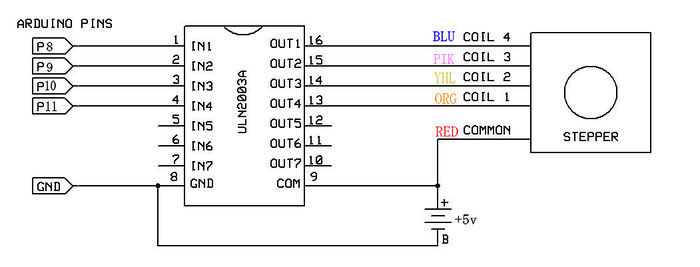 ARDUINO PINS
P8 1 IN1 OUT1 16 BLU COIL 4
P9 2 IN2 OUT2 15 PIK COIL 3
P10 3 IN3 OUT3 14 YHL COIL 2
P11 4 IN4 OUT4 13 ORG COIL 1
5 IN5 OUT5 12
6 IN6 OUT6 11
7 IN7 OUT7 10
GND 8 GND COM 9
ULN2003A
RED COMMON
STEPPER
+
+5v
B